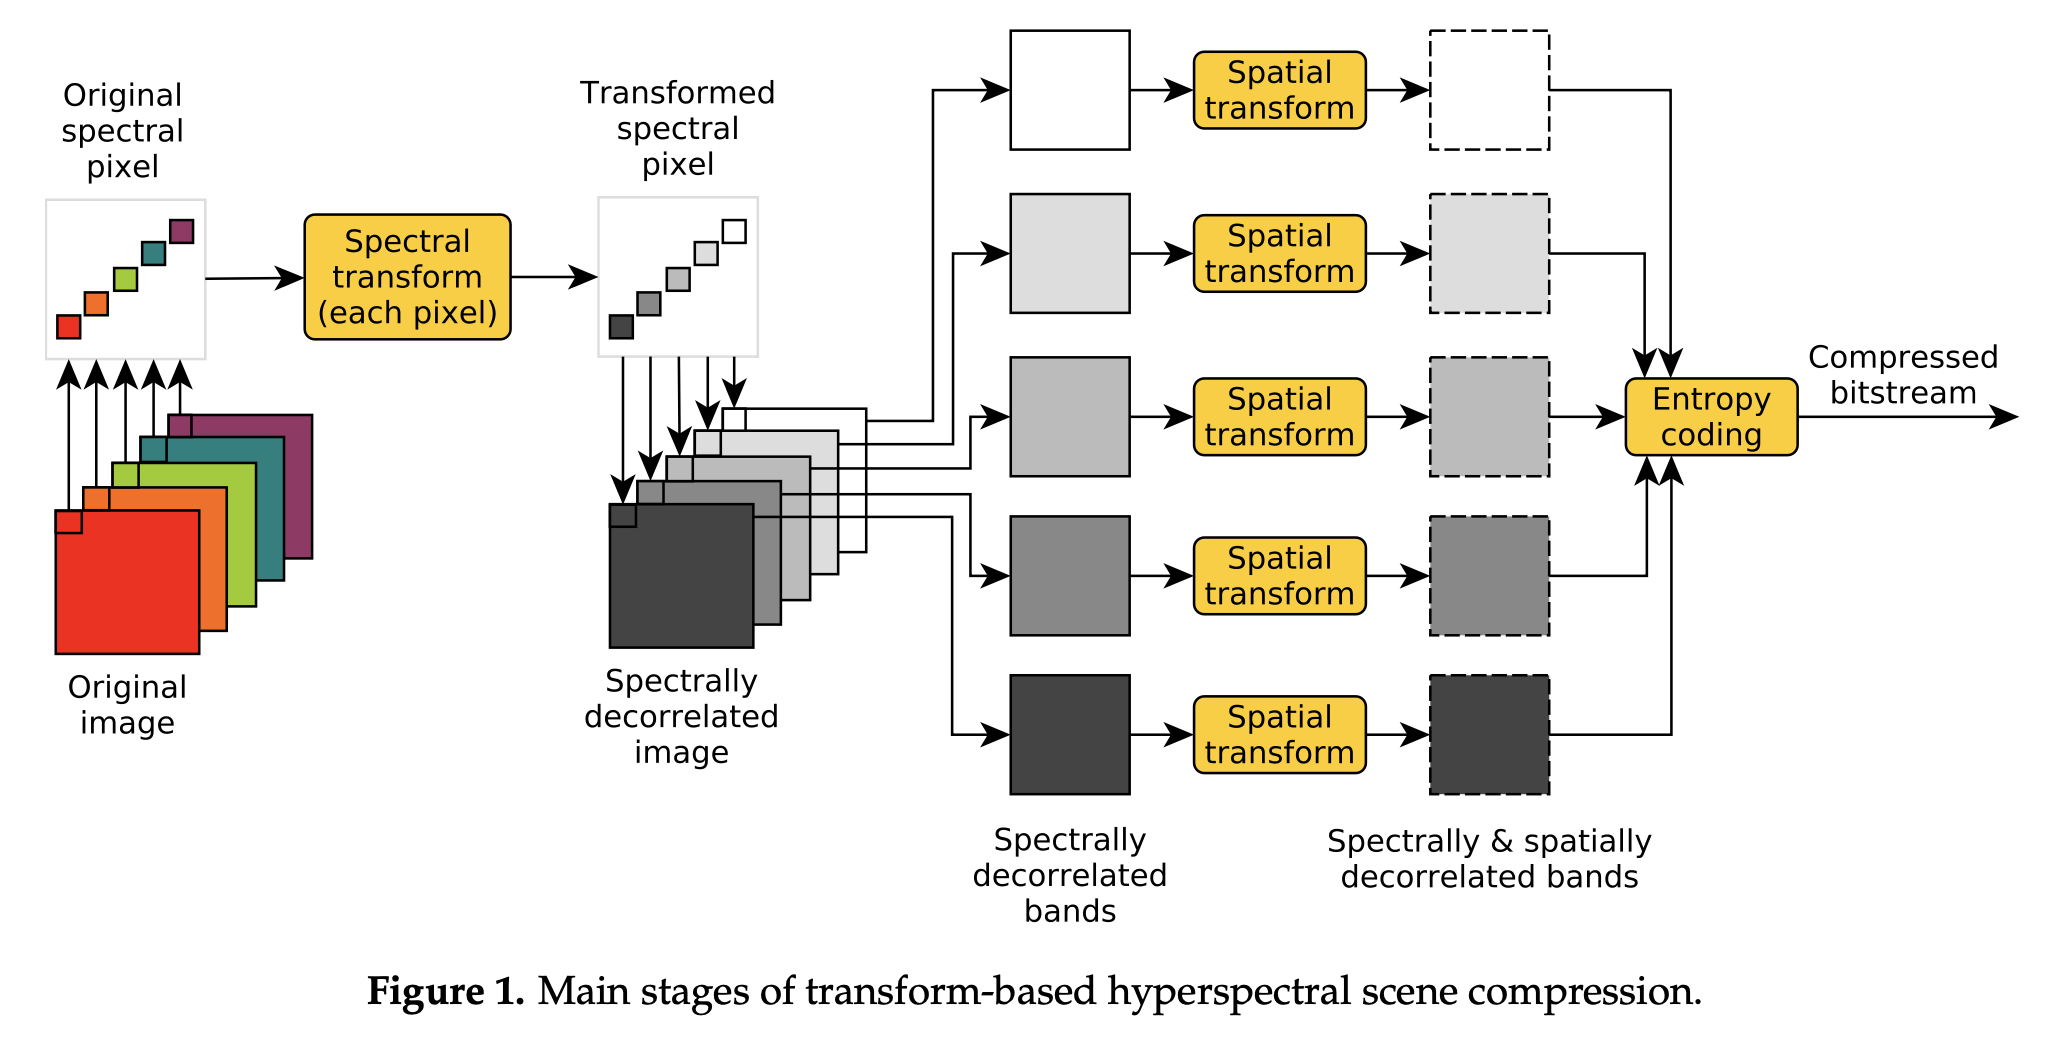 Original
spectral
pixel
Spectral
transform
(each pixel)
Transformed
spectral
pixel
Original
image
Spectrally
decorrelated
image
Spatial
transform
Spatial
transform
Spatial
transform
Spatial
transform
Spatial
transform
Spectrally
decorrelated
bands
Spectrally & spatially
decorrelated bands
Entropy
coding
Compressed
bitstream
Figure 1. Main stages of transform-based hyperspectral scene compression.